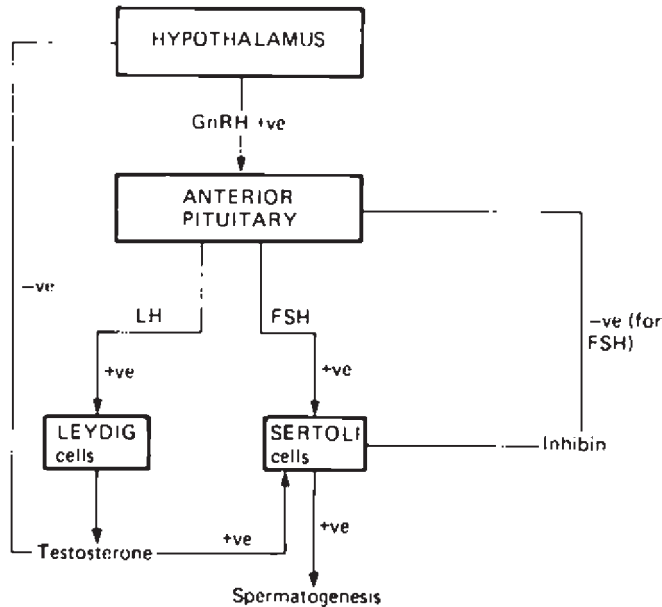 HYPOTHALAMUS
GnRH +ve
ANTERIOR
PITUITARY
–ve
LH
FSH
–ve (for
FSH)
+ve
+ve
LEYDIG
cells
SERTOLI
cells
Inhibin
+ve
+ve
Testosterone
Spermatogenesis